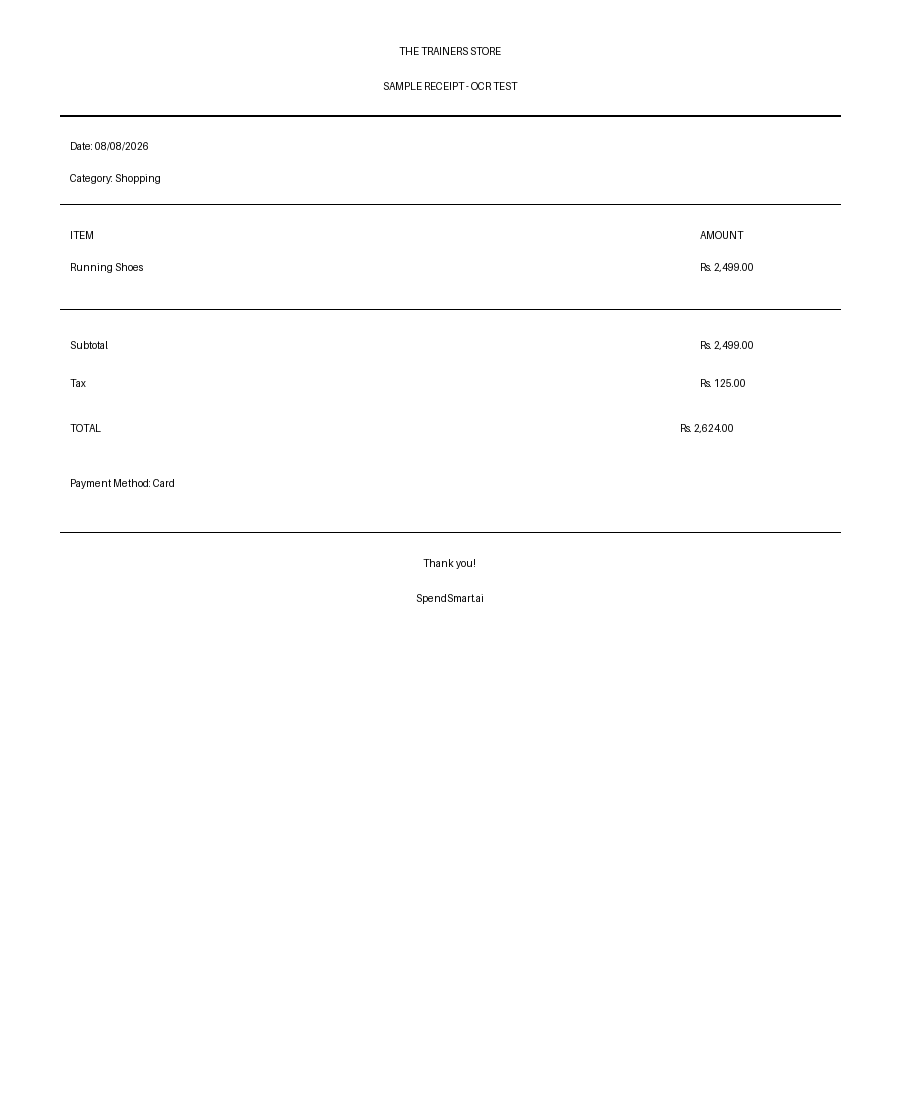 THE TRAINERS STORE
SAMPLE RECEIPT - OCR TEST
Date: 08/08/2026
Category: Shopping
ITEM AMOUNT
Running Shoes Rs. 2,499.00
Subtotal Rs. 2,499.00
Tax Rs. 125.00
TOTAL Rs. 2,624.00
Payment Method: Card
Thank you!
SpendSmart.ai